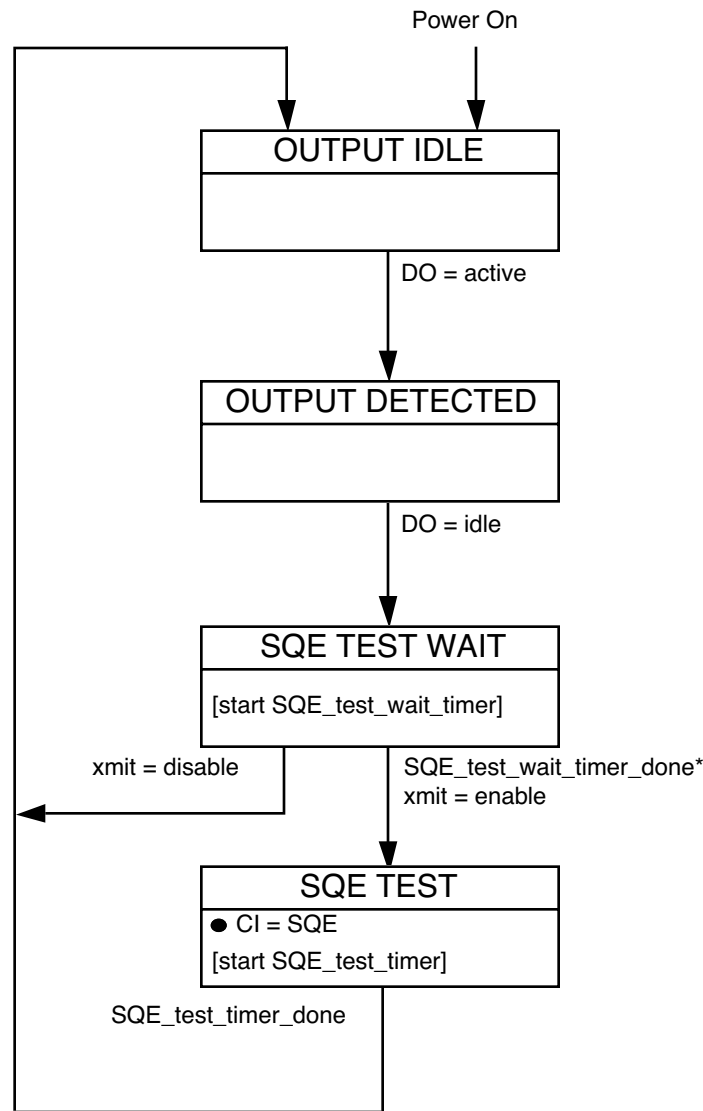 Power On
OUTPUT IDLE
DO = active
OUTPUT DETECTED
DO = idle
SQE TEST WAIT
[start SQE_test_wait_timer]
xmit = disable
SQE_test_wait_timer_done*
xmit = enable
SQE TEST
● CI = SQE
[start SQE_test_timer]
SQE_test_timer_done